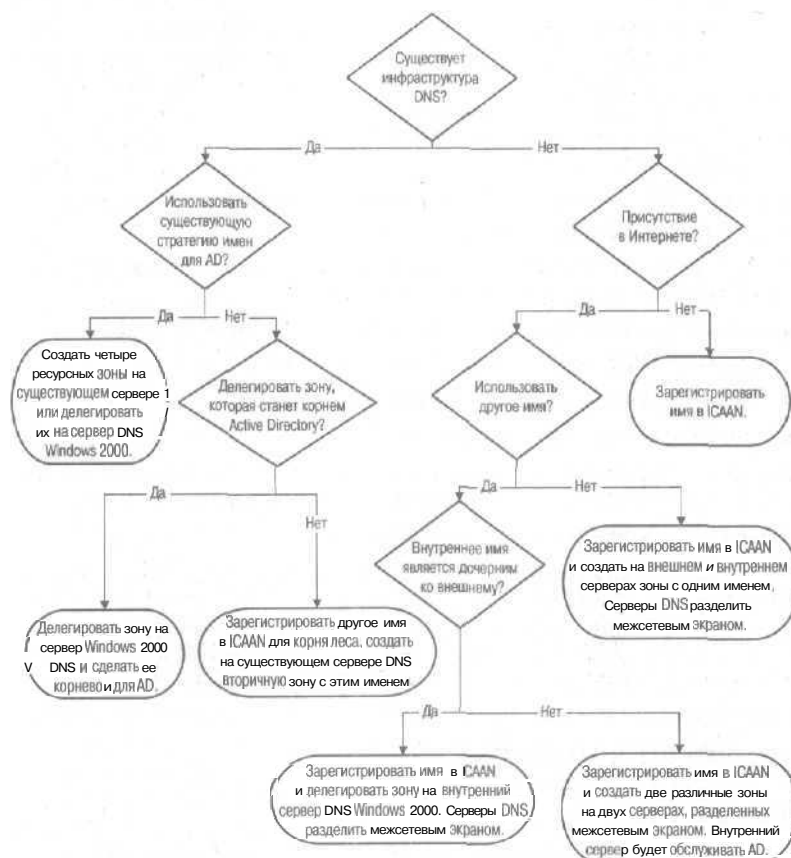 Существует
инфраструктура
DNS?
Да
Нет
Использовать
существующую
стратегию имен
для AD?
Присутствие
в Интернете?
Да
Нет
Да
Нет
Создать четыре
ресурсных зоны на
существующем сервере 1
или делегировать
их на сервер DNS
Windows 2000.
Делегировать зону,
которая станет корнем
Active Directory?
Использовать
другое имя?
Зарегистрировать
имя в ICAAN.
Да
Нет
Да
Нет
Внутреннее имя
является дочерним
ко внешнему?
Зарегистрировать имя в ICAAN
и создать на внешнем и внутреннем
серверах зоны с одним именем,
Серверы DNS разделить
межсетевым экраном.
Делегировать зону на
сервер Windows 2000
V DNS и сделать ее
корневои для AD.
Зарегистрировать другое имя
в ICAAN для корня леса. создать
на существующем сервере DNS
вторичную зону с этим именем
Да
Нет
Зарегистрировать имя в ICAAN
и делегировать зону на внутренний
сервер DNS Windows 2000. Серверы DNS
разделить межсетевым экраном.
Зарегистрировать имя в ICAAN
и создать две различные зоны
на двух серверах, разделенных
межсетевым экраном. Внутренний
сервер будет обслуживать AD.